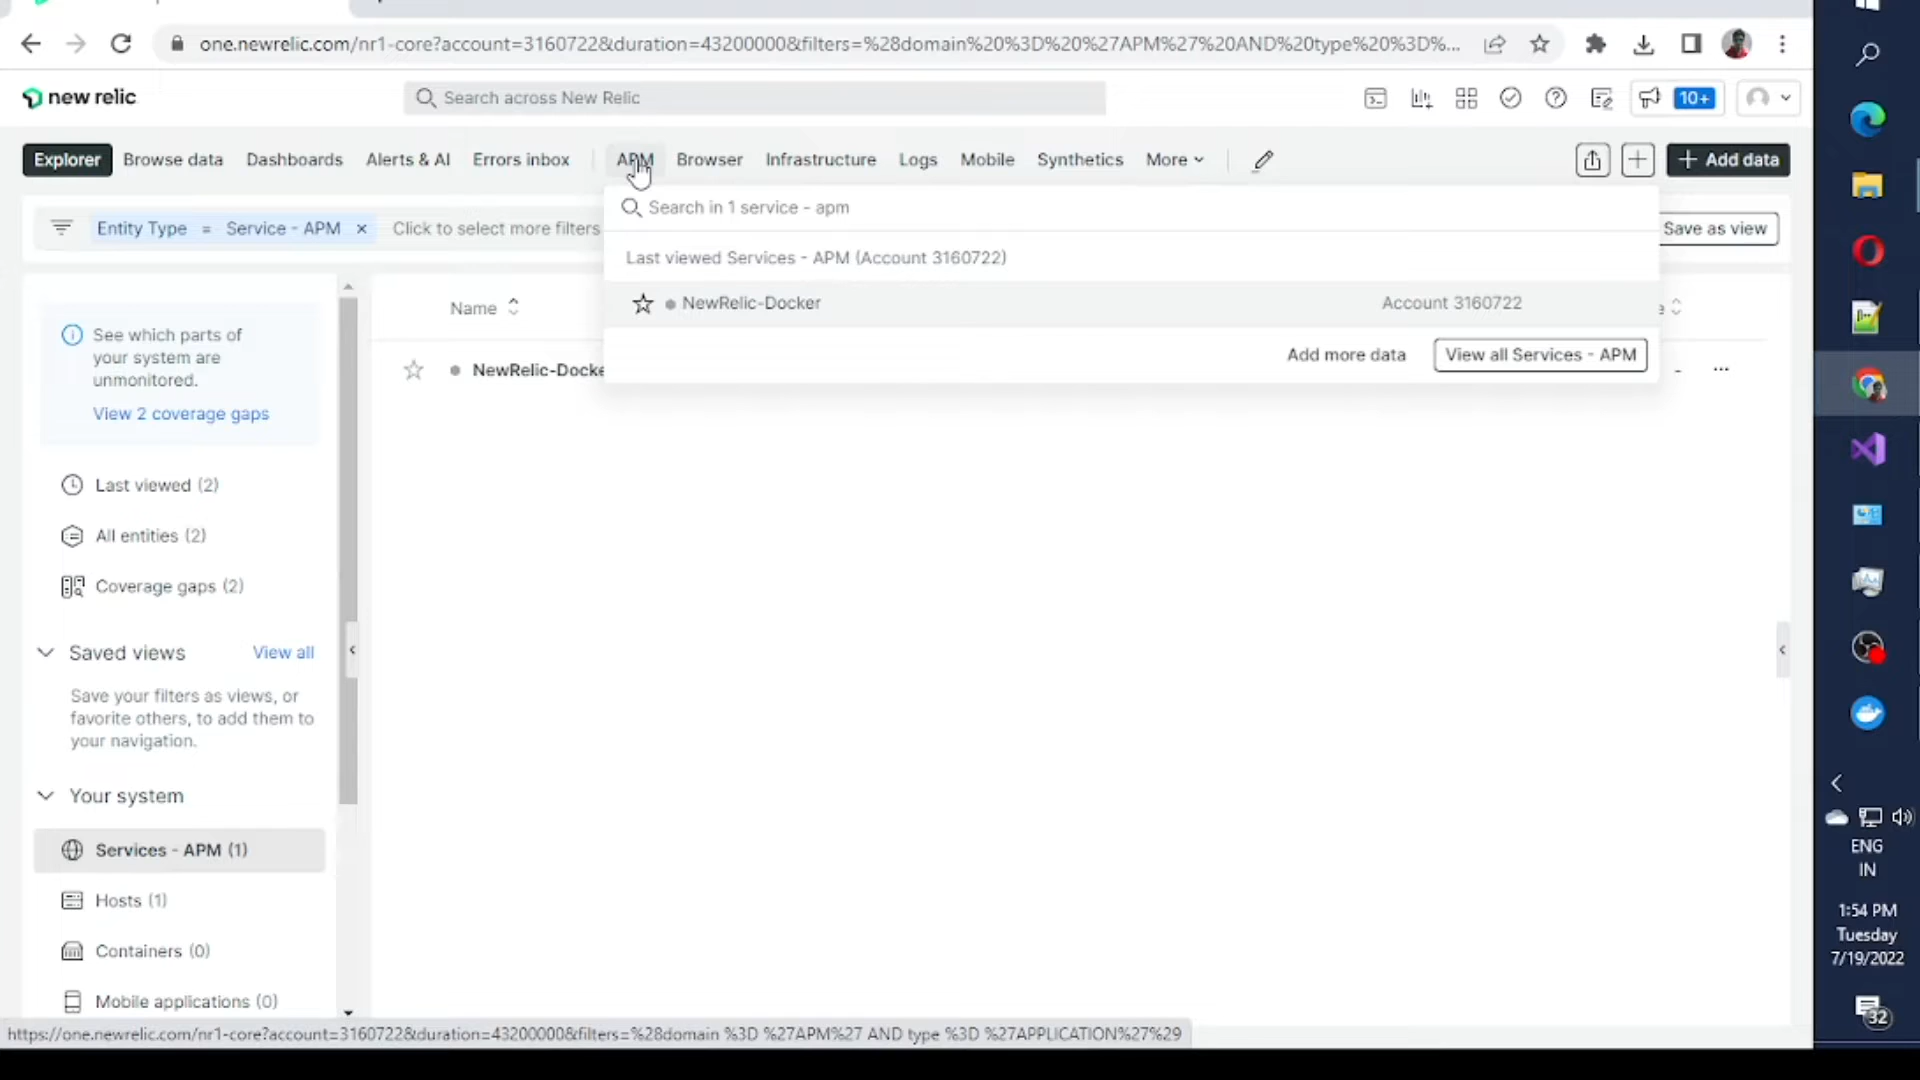 one.newrelic.com/nr1-core?account=3160722&duration=43200000&filters=%28domain%20%3D%20%27APM%27%20AND%20type%20%3D%...
new relic
Search across New Relic
10+
Explorer
Browse data
Dashboards
Alerts & AI
Errors inbox
APM
Browser
Infrastructure
Logs
Mobile
Synthetics
More
Add data
Entity Type = Service - APM ×
Click to select more filters
Search in 1 service - apm
Save as view
Last viewed Services - APM (Account 3160722)
NewRelic-Docker
Account 3160722
Add more data
View all Services - APM
Name
NewRelic-Docke
-
...
See which parts of
your system are
unmonitored.
View 2 coverage gaps
Last viewed (2)
All entities (2)
Coverage gaps (2)
Saved views
View all
Save your filters as views, or
favorite others, to add them to
your navigation.
Your system
Services - APM (1)
Hosts (1)
Containers (0)
Mobile applications (0)
https://one.newrelic.com/nr1-core?account=3160722&duration=43200000&filters=%28domain %3D %27APM%27 AND type %3D %27APPLICATION%27%29
ENG
IN
1:54 PM
Tuesday
7/19/2022
32